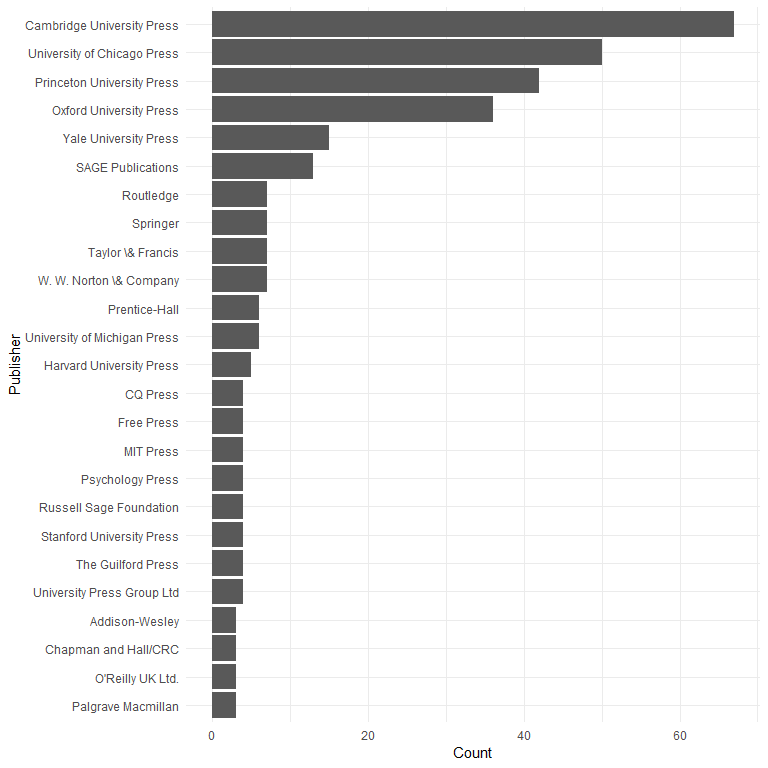 Cambridge University Press
University of Chicago Press
Princeton University Press
Oxford University Press
Yale University Press
SAGE Publications
Routledge
Springer
Taylor \& Francis
W. W. Norton \& Company
Prentice-Hall
University of Michigan Press
Harvard University Press
CQ Press
Free Press
MIT Press
Psychology Press
Russell Sage Foundation
Stanford University Press
The Guilford Press
University Press Group Ltd
Addison-Wesley
Chapman and Hall/CRC
O'Reilly UK Ltd.
Palgrave Macmillan
Publisher
0 20 40 60
Count